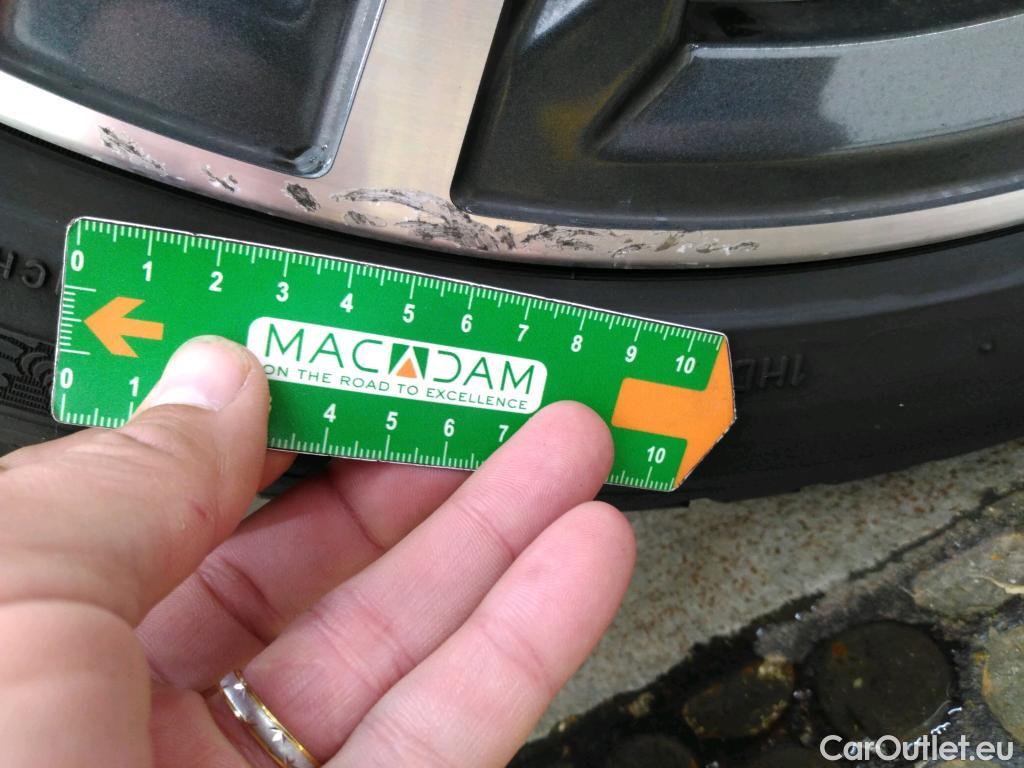 0 1 2 3 4 5 6 7 8 9 10
MACADAM
ON THE ROAD TO EXCELLENCE
0 1 4 5 6 7 10
CarOutlet.eu